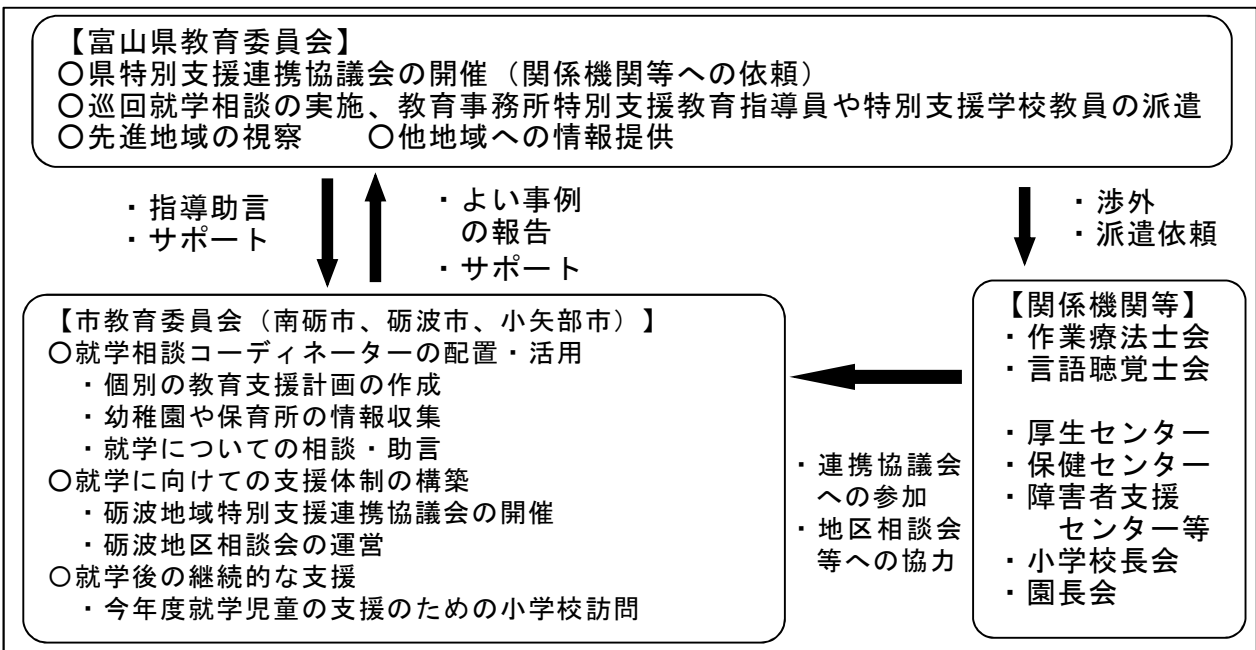 【富山県教育委員会】
○県特別支援連携協議会の開催（関係機関等への依頼）
○巡回就学相談の実施、教育事務所特別支援教育指導員や特別支援学校教員の派遣
○先進地域の視察　　○他地域への情報提供
・指導助言
・サポート
・よい事例
の報告
・サポート
・渉外
・派遣依頼
【市教育委員会（南砺市、砺波市、小矢部市）】
○就学相談コーディネーターの配置・活用
・個別の教育支援計画の作成
・幼稚園や保育所の情報収集
・就学についての相談・助言
○就学に向けての支援体制の構築
・砺波地域特別支援連携協議会の開催
・砺波地区相談会の運営
○就学後の継続的な支援
・今年度就学児童の支援のための小学校訪問
・連携協議会
への参加
・地区相談会
等への協力
【関係機関等】
・作業療法士会
・言語聴覚士会
・厚生センター
・保健センター
・障害者支援
センター等
・小学校長会
・園長会